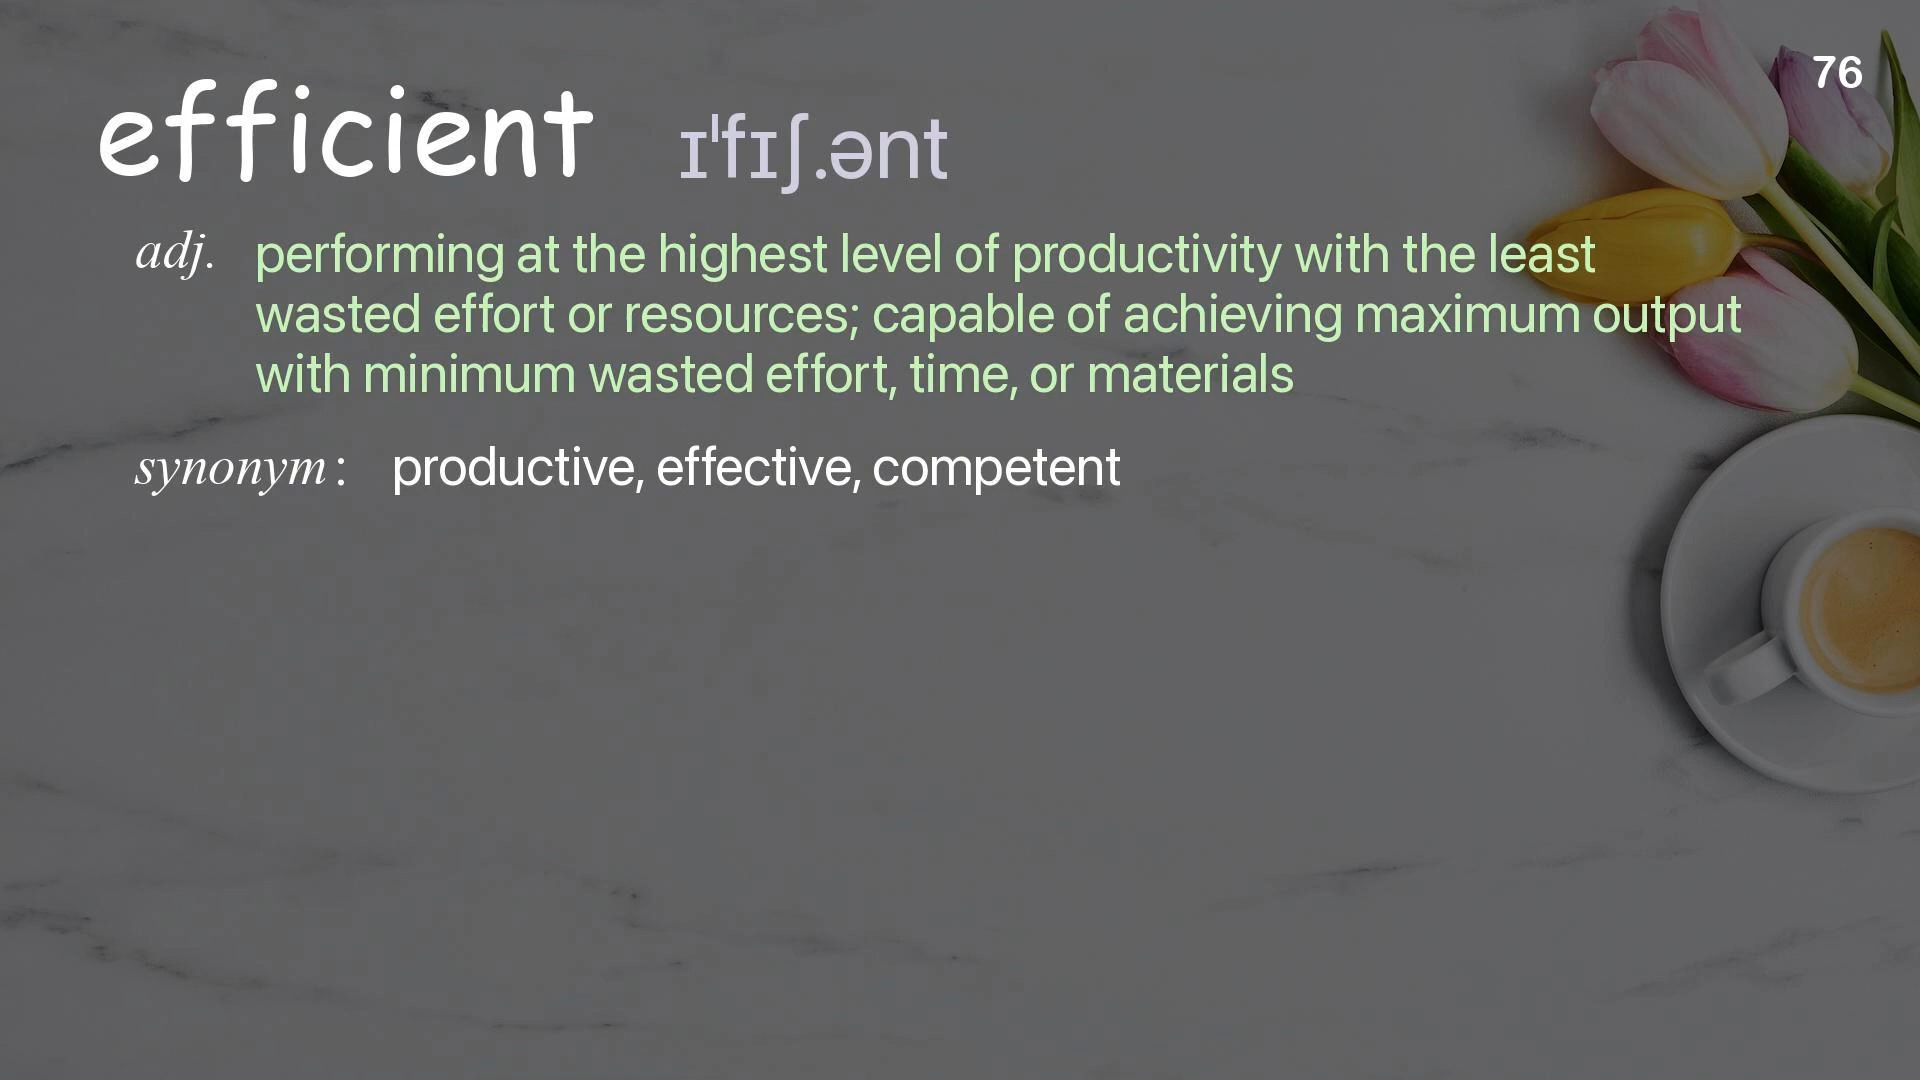 76
efficient ɪˈfɪʃ.ənt
adj. performing at the highest level of productivity with the least
wasted effort or resources; capable of achieving maximum output
with minimum wasted effort, time, or materials
synonym: productive, effective, competent